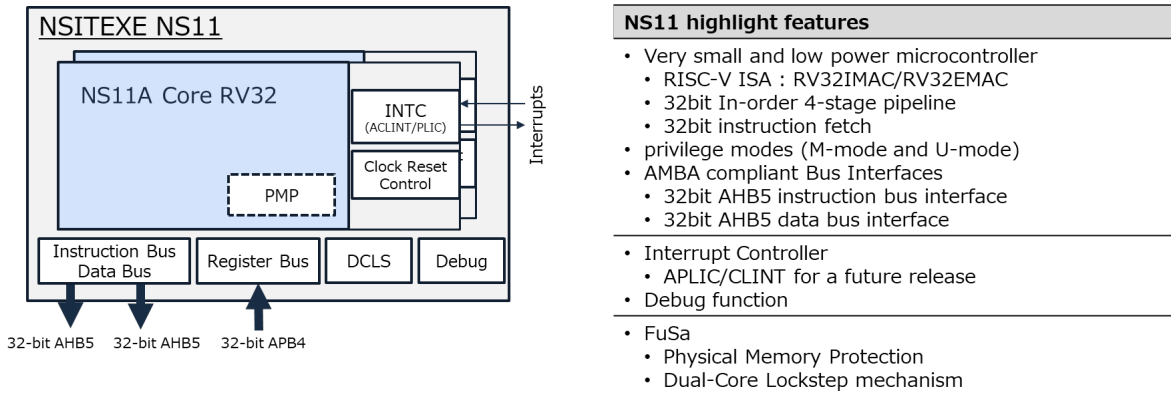 NSITEXE NS11
NS11A Core RV32
INTC
(ACLINT/PLIC)
Clock Reset
Control
PMP
Interrupts
Instruction Bus
Data Bus
Register Bus
DCLS
Debug
32-bit AHB5
32-bit AHB5
32-bit APB4
NS11 highlight features
• Very small and low power microcontroller
• RISC-V ISA : RV32IMAC/RV32EMAC
• 32bit In-order 4-stage pipeline
• 32bit instruction fetch
• privilege modes (M-mode and U-mode)
• AMBA compliant Bus Interfaces
• 32bit AHB5 instruction bus interface
• 32bit AHB5 data bus interface
• Interrupt Controller
• APLIC/CLINT for a future release
• Debug function
• FuSa
• Physical Memory Protection
• Dual-Core Lockstep mechanism